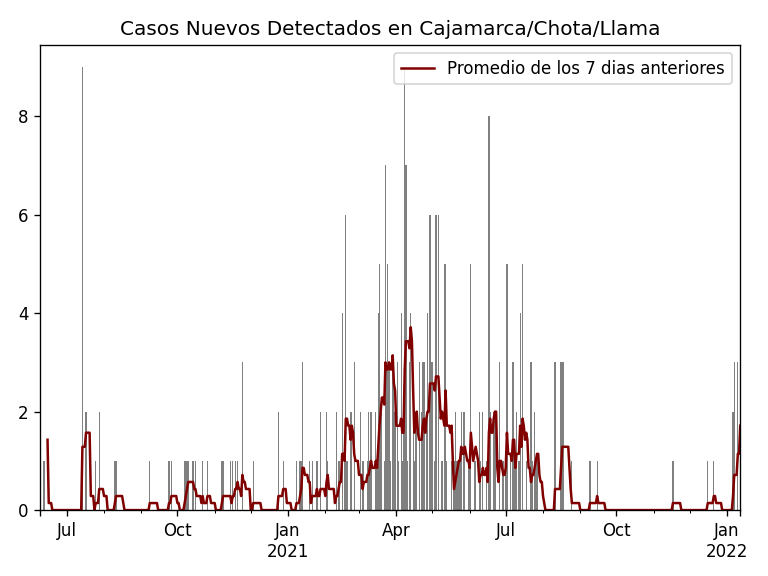 Casos Nuevos Detectados en Cajamarca/Chota/Llama
Promedio de los 7 dias anteriores
8
6
4
2
0
Jul Oct Jan Apr Jul Oct Jan
2021 2022